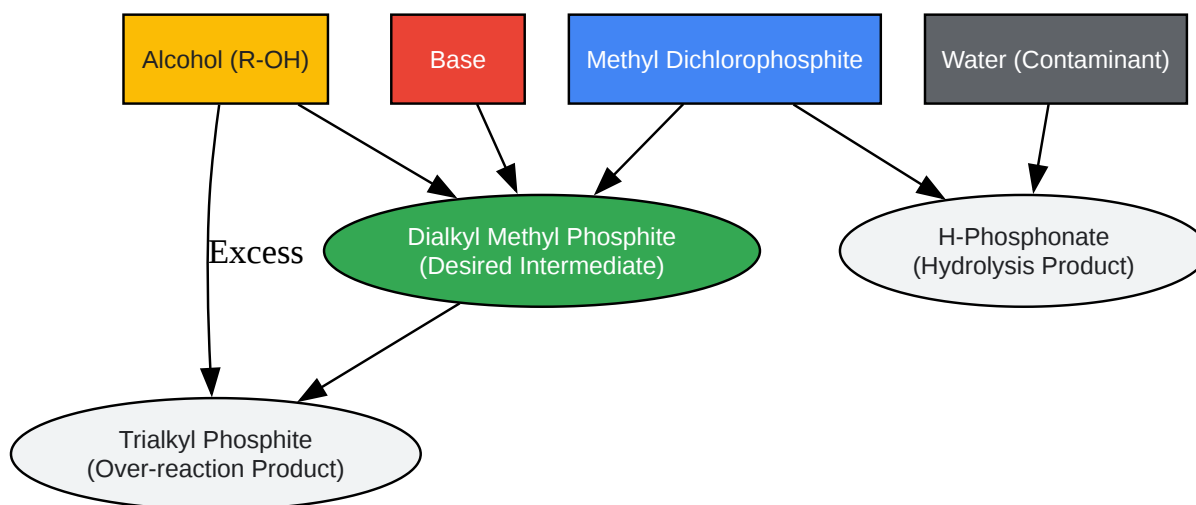 Alcohol (R-OH)
Base
Methyl Dichlorophosphite
Water (Contaminant)
Excess
Dialkyl Methyl Phosphite
(Desired Intermediate)
H-Phosphonate
(Hydrolysis Product)
Trialkyl Phosphite
(Over-reaction Product)